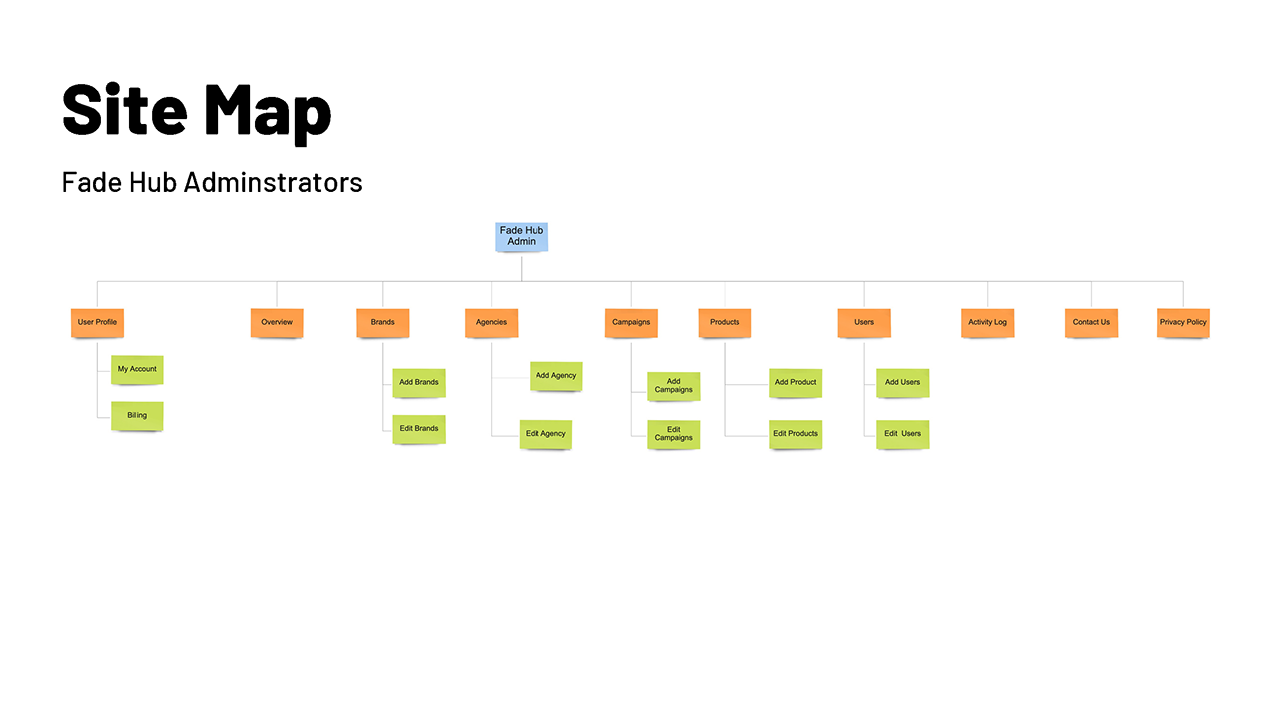 Site Map
Fade Hub Adminstrators
Fade Hub
Admin
User Profile
Overview
Brands
Agencies
Campaigns
Products
Users
Activity Log
Contact Us
Privacy Policy
My Account
Billing
Add Brands
Edit Brands
Add Agency
Edit Agency
Add
Campaigns
Edit
Campaigns
Add Product
Edit Products
Add Users
Edit  Users